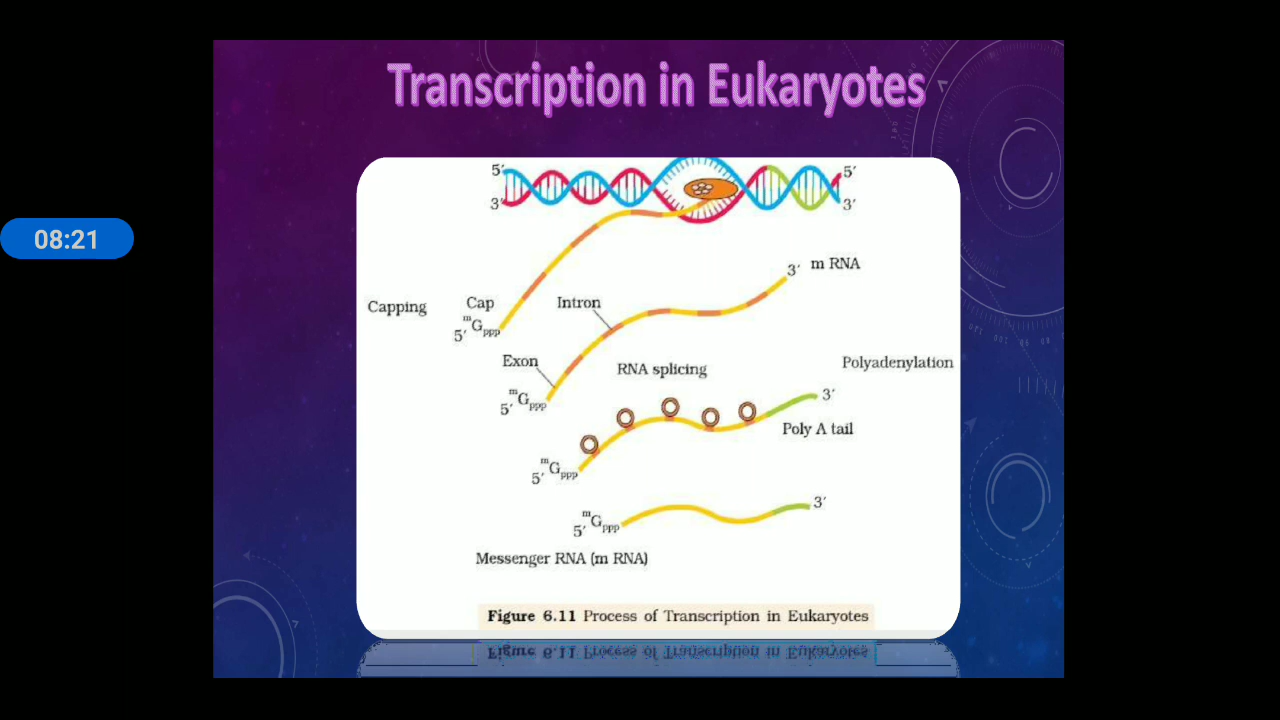 Transcription in Eukaryotes
5′ 5′
3′ 3′
08:21
3′ m RNA
Capping Cap Intron
5′ mGppp
Exon RNA splicing Polyadenylation
5′ mGppp 3′
Poly A tail
5′ mGppp
3′
5′ mGppp
Messenger RNA (m RNA)
Figure 6.11 Process of Transcription in Eukaryotes